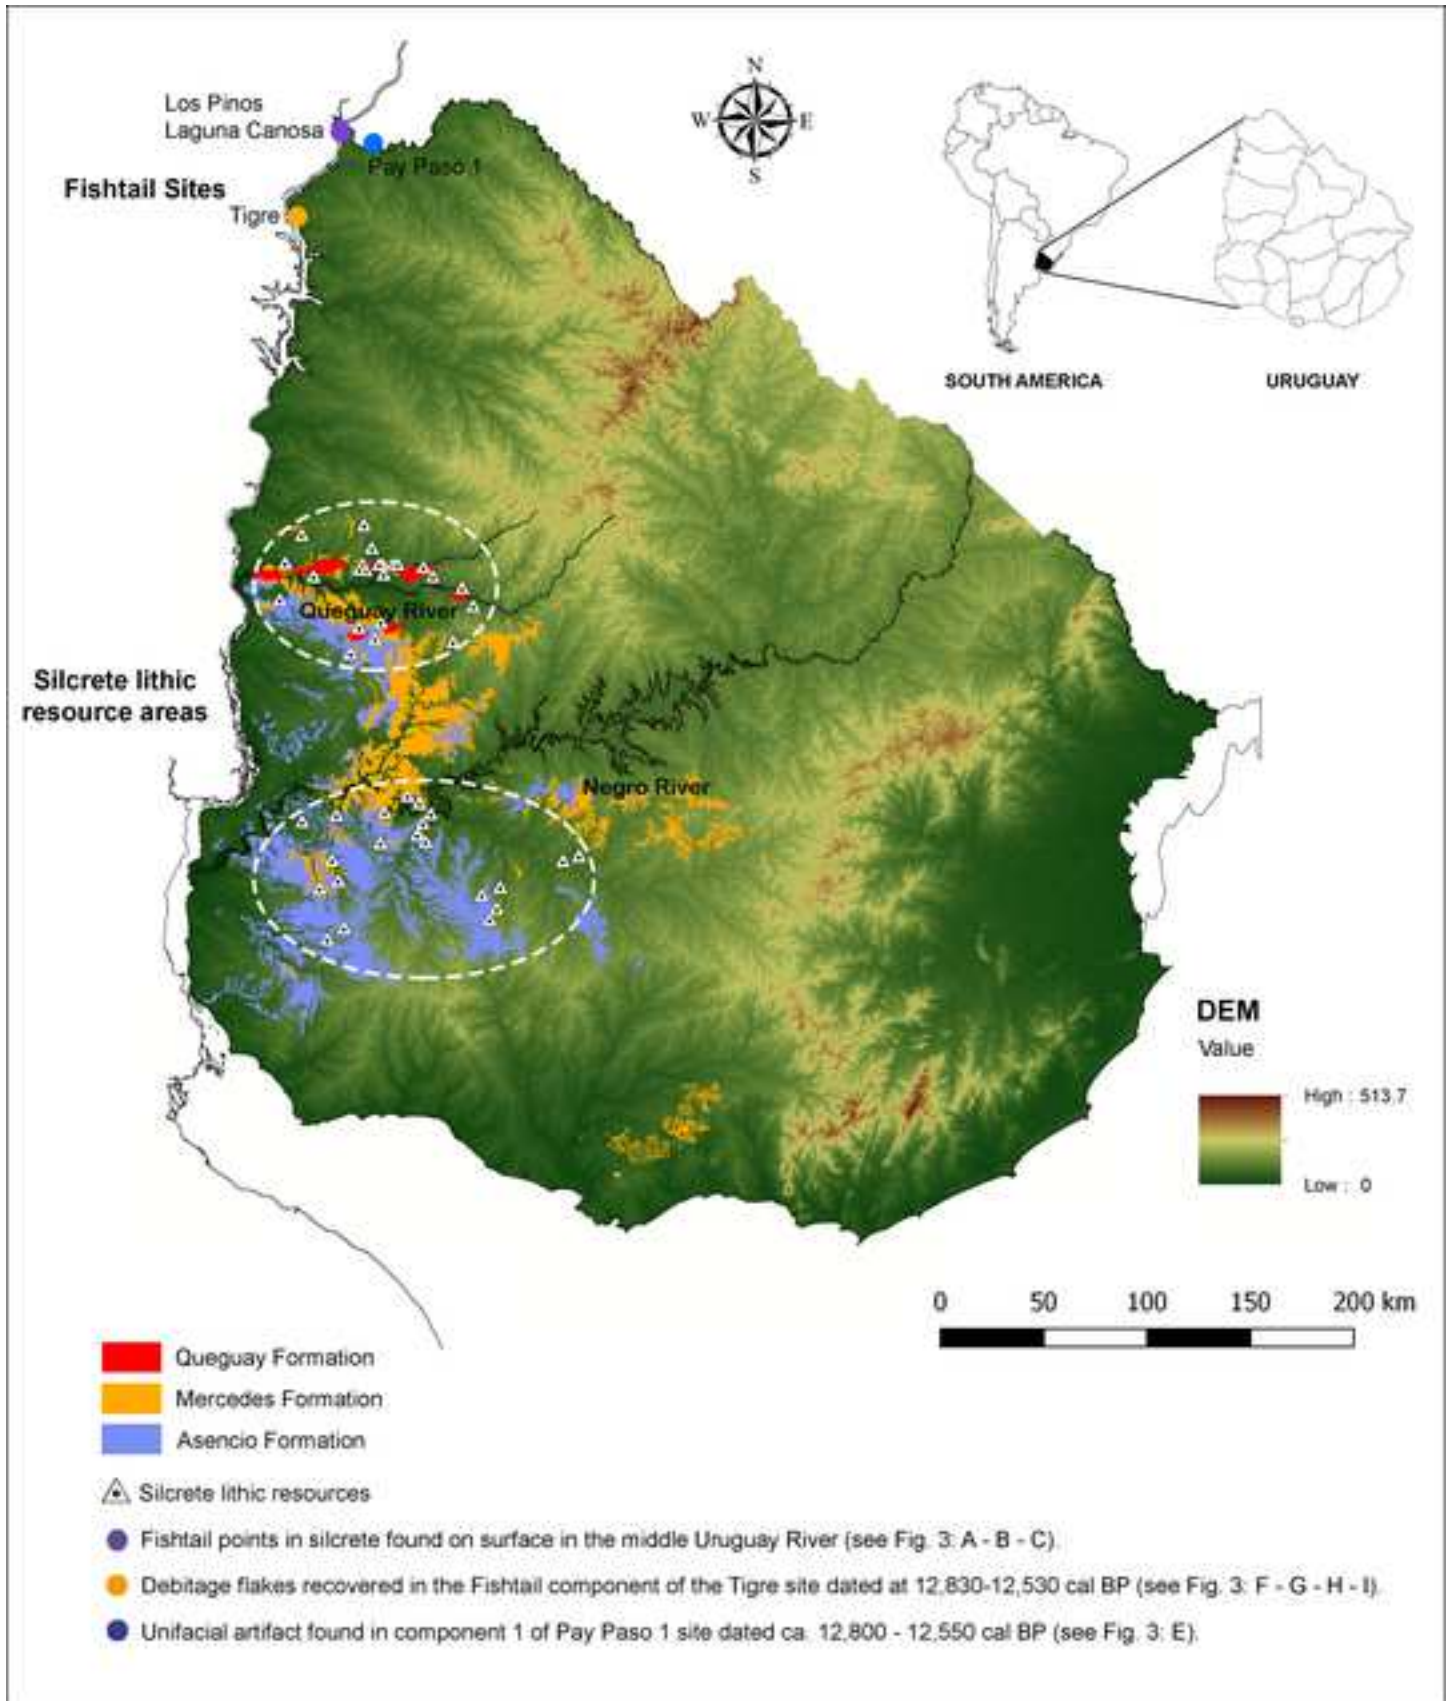 N
W
E
S
Los Pinos
Laguna Canosa
Pay Paso 1
Fishtail Sites
Tigre
SOUTH AMERICA
URUGUAY
Queguay River
Silcrete lithic
resource areas
Negro River
DEM
Value
High : 513.7
Low : 0
0 50 100 150 200 km
Queguay Formation
Mercedes Formation
Asencio Formation
Silcrete lithic resources
Fishtail points in silcrete found on surface in the middle Uruguay River (see Fig. 3: A - B - C).
Debitage flakes recovered in the Fishtail component of the Tigre site dated at 12,830-12,530 cal BP (see Fig. 3: F - G - H - I).
Unifacial artifact found in component 1 of Pay Paso 1 site dated ca. 12,800 - 12,550 cal BP (see Fig. 3: E).